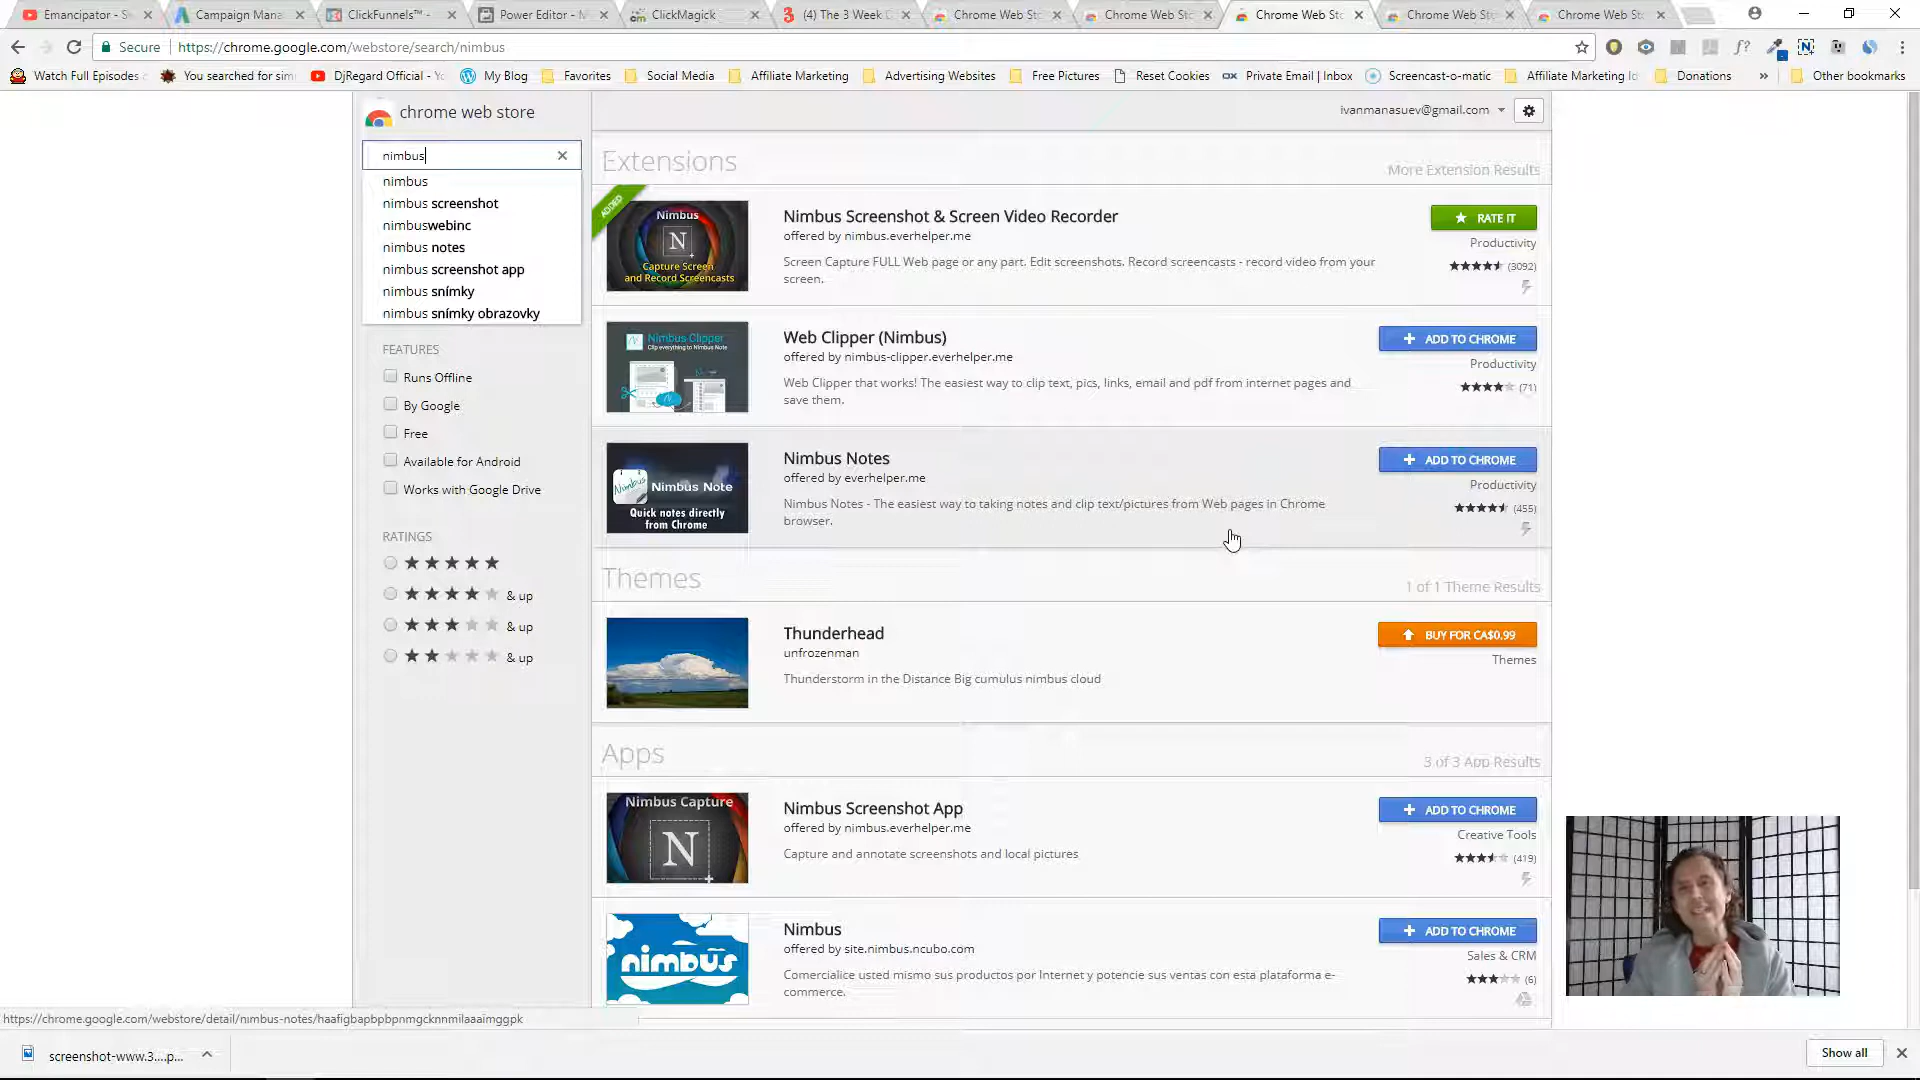 Emancipator - S
Campaign Mana
ClickFunnels™ -
Power Editor - M
ClickMagick
(4) The 3 Week D
Chrome Web Sto
Chrome Web Sto
Chrome Web Sto
Chrome Web Sto
Chrome Web Sto
Secure
https://chrome.google.com/webstore/search/nimbus
Watch Full Episodes
You searched for sim
DjRegard Official - Yo
My Blog
Favorites
Social Media
Affiliate Marketing
Advertising Websites
Free Pictures
Reset Cookies
Private Email | Inbox
Screencast-o-matic
Affiliate Marketing Id
Donations
»
Other bookmarks
chrome web store
ivanmanasuev@gmail.com
nimbus
nimbus
nimbus screenshot
nimbuswebinc
nimbus notes
nimbus screenshot app
nimbus snímky
nimbus snímky obrazovky
FEATURES
Runs Offline
By Google
Free
Available for Android
Works with Google Drive
RATINGS
& up
& up
& up
Extensions
More Extension Results
ADDED
Nimbus
N
Capture Screen
and Record Screencasts
Nimbus Screenshot & Screen Video Recorder
offered by nimbus.everhelper.me
Screen Capture FULL Web page or any part. Edit screenshots. Record screencasts - record video from your
screen.
RATE IT
Productivity
(3092)
Nimbus Clipper
Clip everything to Nimbus Note
Web Clipper (Nimbus)
offered by nimbus-clipper.everhelper.me
Web Clipper that works! The easiest way to clip text, pics, links, email and pdf from internet pages and
save them.
ADD TO CHROME
Productivity
(71)
Nimbus
Nimbus Note
Quick notes directly
from Chrome
Nimbus Notes
offered by everhelper.me
Nimbus Notes - The easiest way to taking notes and clip text/pictures from Web pages in Chrome
browser.
ADD TO CHROME
Productivity
(455)
Themes
1 of 1 Theme Results
Thunderhead
unfrozenman
Thunderstorm in the Distance Big cumulus nimbus cloud
BUY FOR CA$0.99
Themes
Apps
3 of 3 App Results
Nimbus Capture
N
Nimbus Screenshot App
offered by nimbus.everhelper.me
Capture and annotate screenshots and local pictures
ADD TO CHROME
Creative Tools
(419)
nimbus
Nimbus
offered by site.nimbus.ncubo.com
Comercialice usted mismo sus productos por Internet y potencie sus ventas con esta plataforma e-
commerce.
ADD TO CHROME
Sales & CRM
(6)
https://chrome.google.com/webstore/detail/nimbus-notes/haafigbapbpbpnmgcknnmilaaaimggpk
screenshot-www.3....p...
Show all